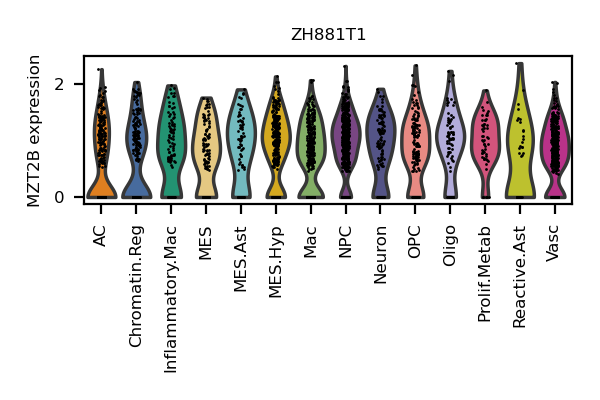 ZH881T1
MZT2B expression
2
0
AC
Chromatin.Reg
Inflammatory.Mac
MES
MES.Ast
MES.Hyp
Mac
NPC
Neuron
OPC
Oligo
Prolif.Metab
Reactive.Ast
Vasc